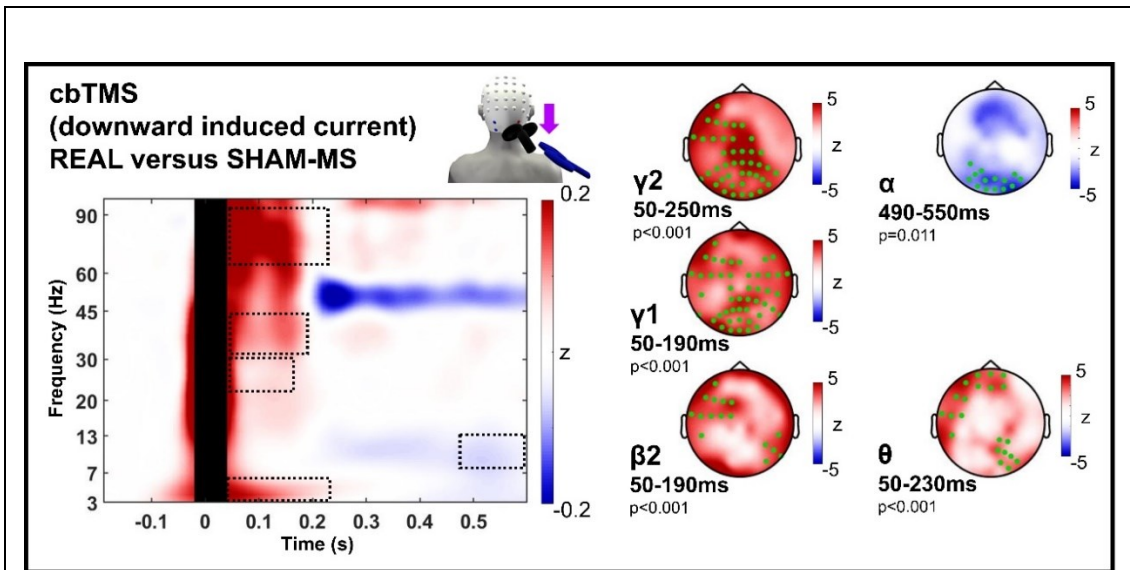 cbTMS
(downward induced current)
REAL versus SHAM-MS
0.2
z
-0.2
90
60
45
30
20
13
7
3
Frequency (Hz)
-0.1 0 0.1 0.2 0.3 0.4 0.5
Time (s)
5
z
-5
γ2
50-250ms
p<0.001
5
z
-5
α
490-550ms
p=0.011
5
z
-5
γ1
50-190ms
p<0.001
5
z
-5
β2
50-190ms
p<0.001
5
z
-5
θ
50-230ms
p<0.001